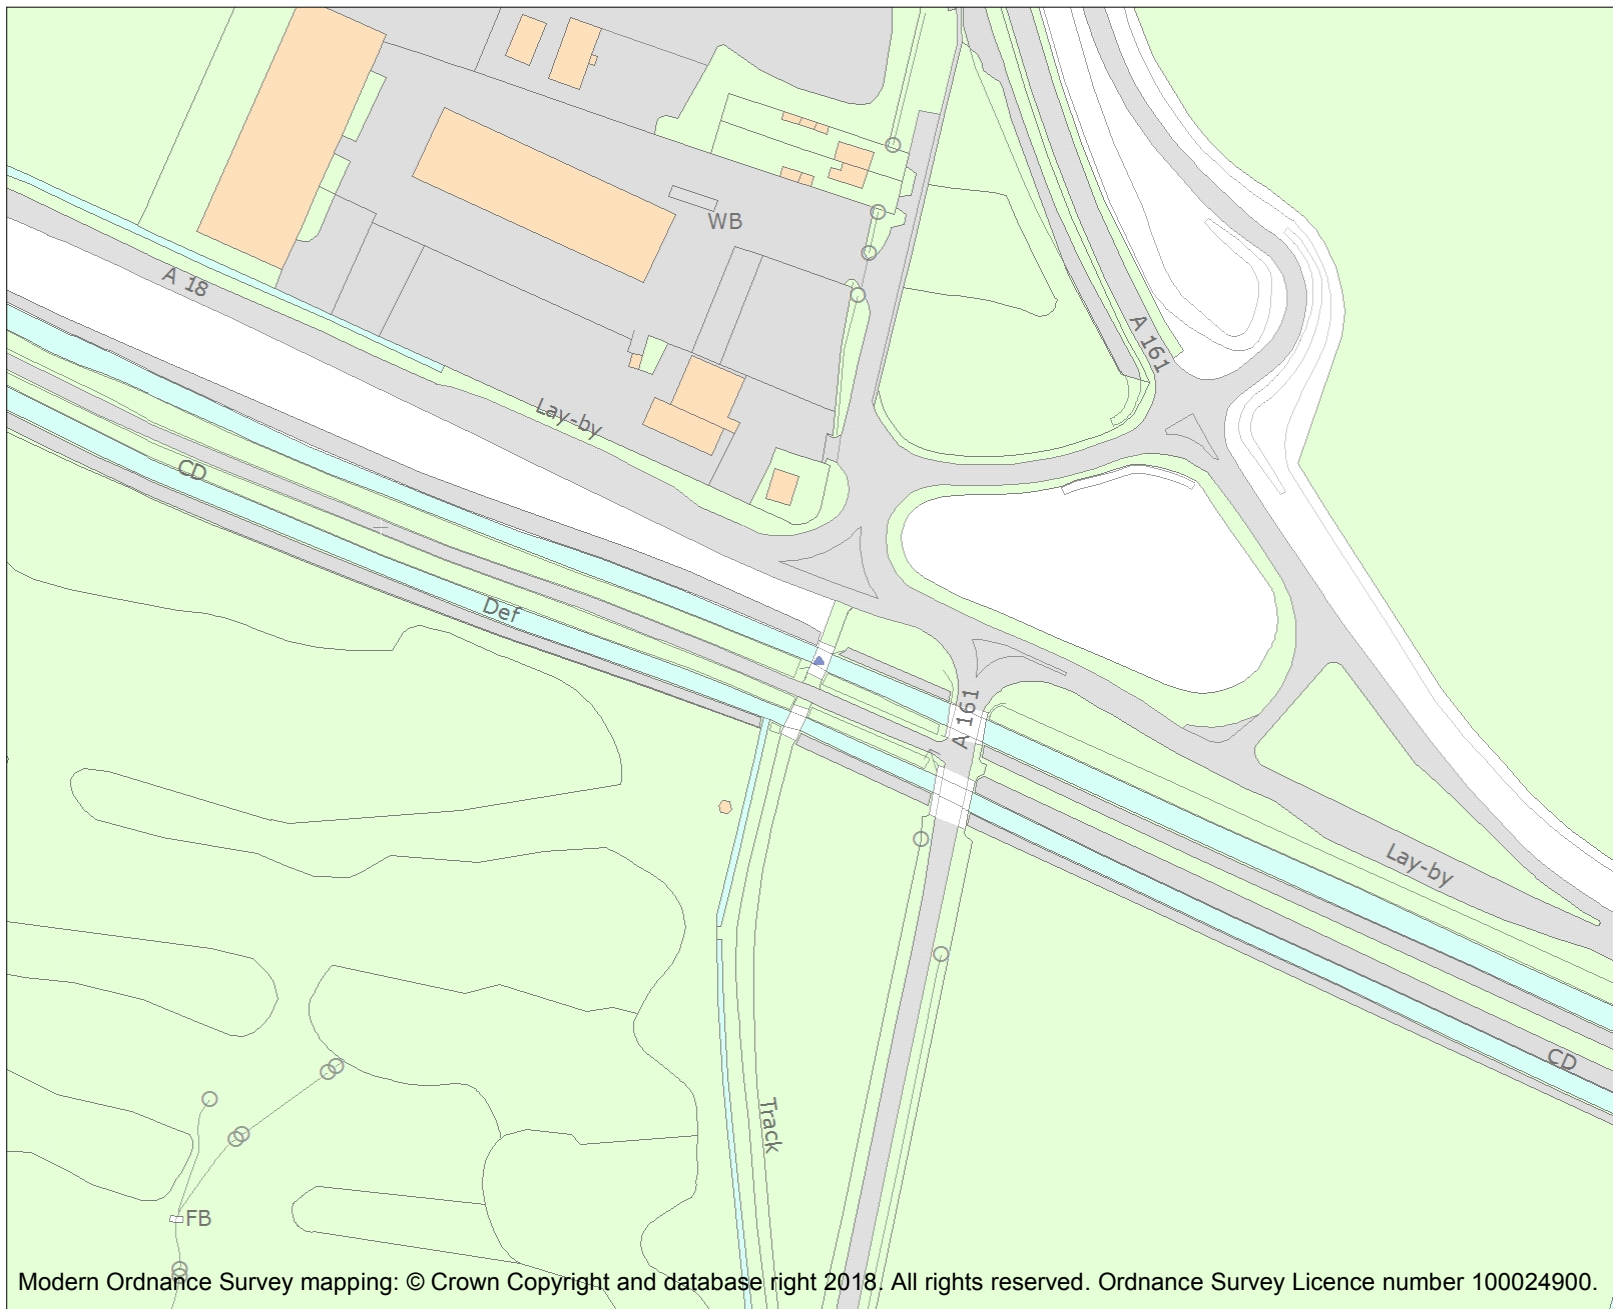 WB
A 18
A 161
Lay-by
CD
Def
A 161
Lay-by
CD
Track
FB
Modern Ordnance Survey mapping: © Crown Copyright and database right 2018. All rights reserved. Ordnance Survey Licence number 100024900.